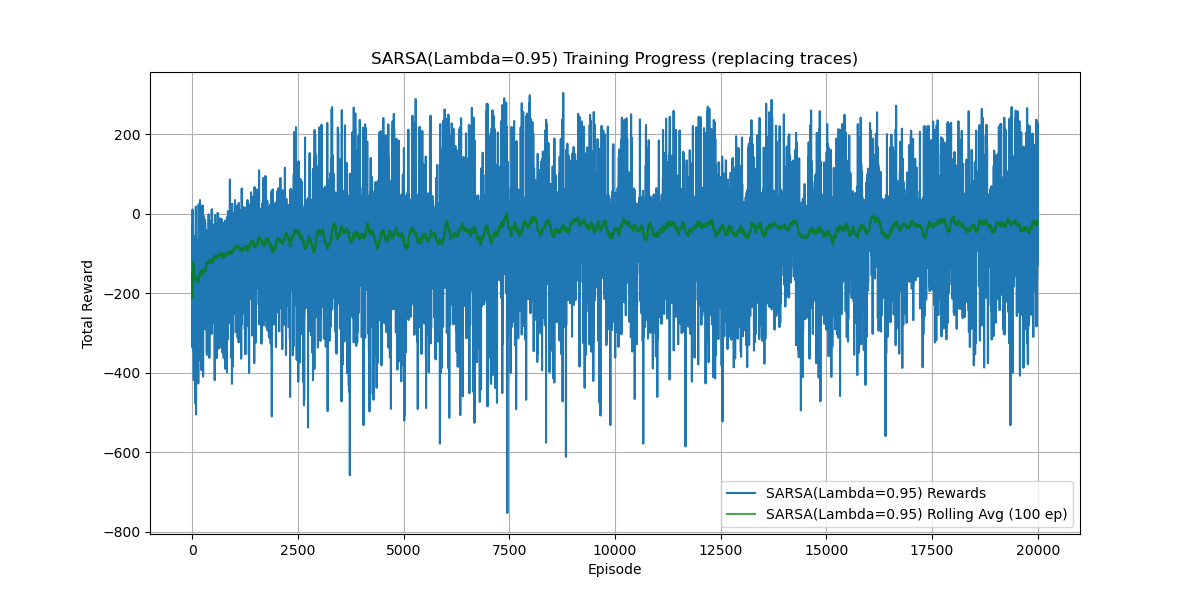 SARSA(Lambda=0.95) Training Progress (replacing traces)
Total Reward
200
0
−200
−400
−600
−800
0 2500 5000 7500 10000 12500 15000 17500 20000
Episode
SARSA(Lambda=0.95) Rewards
SARSA(Lambda=0.95) Rolling Avg (100 ep)